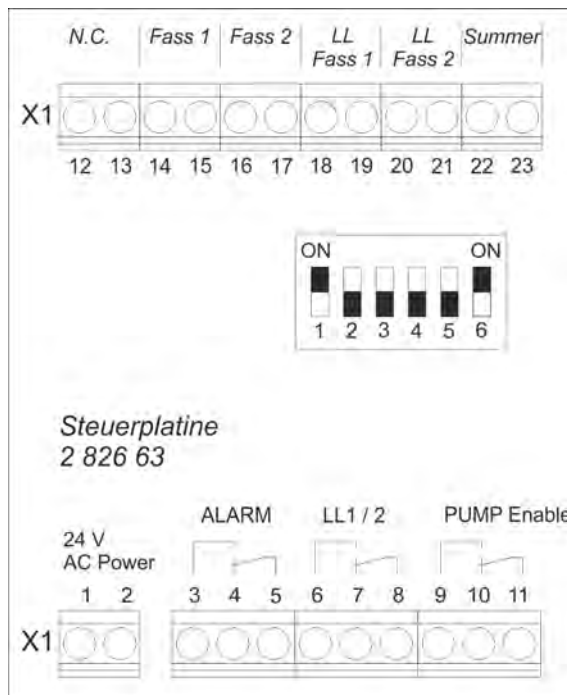 N.C. Fass 1 Fass 2 LL Fass 1 LL Fass 2 Summer
X1
12 13 14 15 16 17 18 19 20 21 22 23
ON ON
1 2 3 4 5 6
Steuerplatine
2 826 63
ALARM LL1 / 2 PUMP Enable
24 V
AC Power
1 2 3 4 5 6 7 8 9 10 11
X1